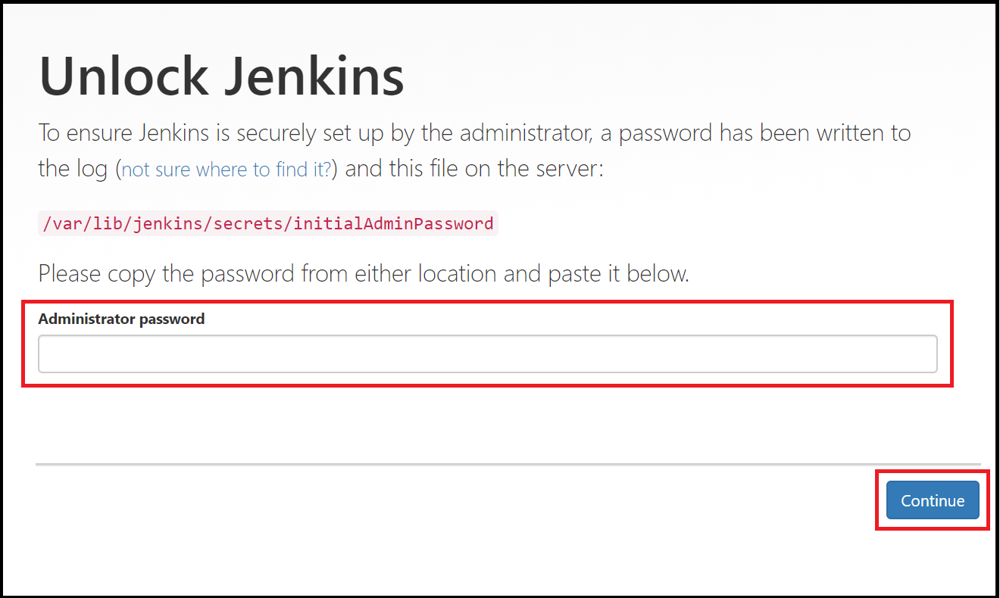 Unlock Jenkins
To ensure Jenkins is securely set up by the administrator, a password has been written to
the log (not sure where to find it?) and this file on the server:
/var/lib/jenkins/secrets/initialAdminPassword
Please copy the password from either location and paste it below.
Administrator password
Continue